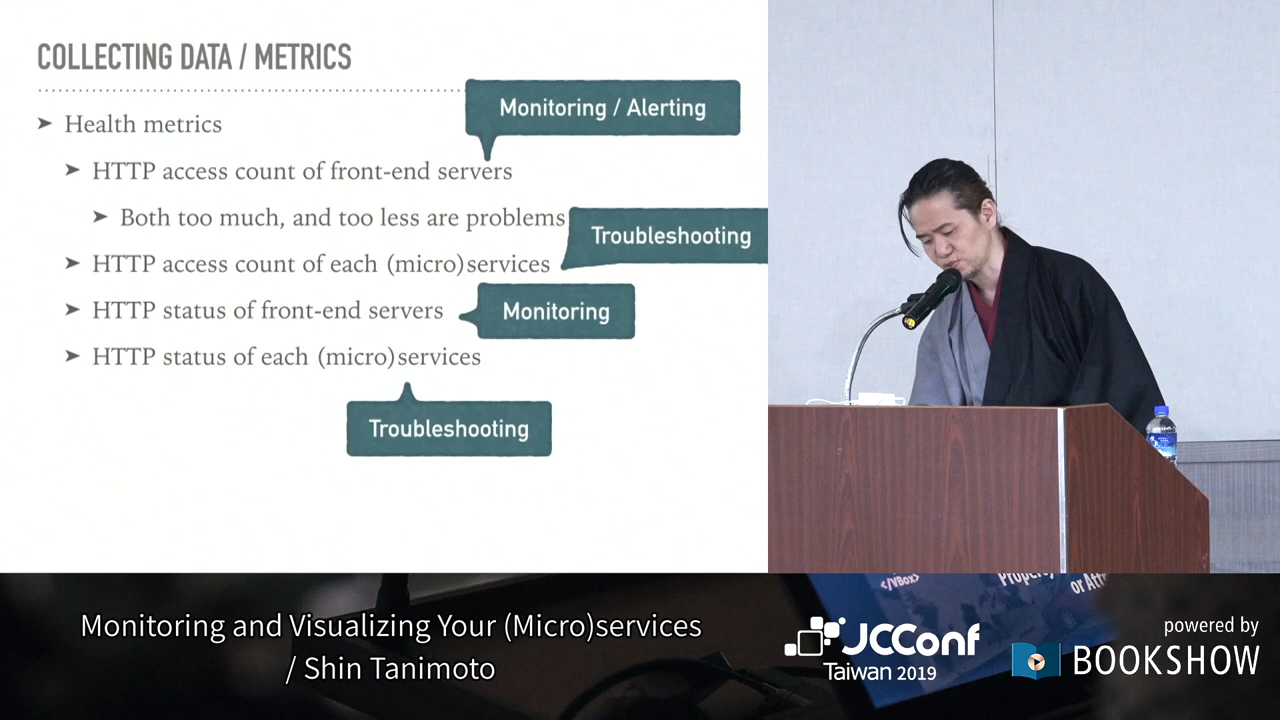 COLLECTING DATA / METRICS
Monitoring / Alerting
➤ Health metrics
➤ HTTP access count of front-end servers
➤ Both too much, and too less are problems
Troubleshooting
➤ HTTP access count of each (micro)services
➤ HTTP status of front-end servers
Monitoring
➤ HTTP status of each (micro)services
Troubleshooting
</VBox>
Monitoring and Visualizing Your (Micro)services
/ Shin Tanimoto
JCConf
Taiwan 2019
powered by
BOOKSHOW